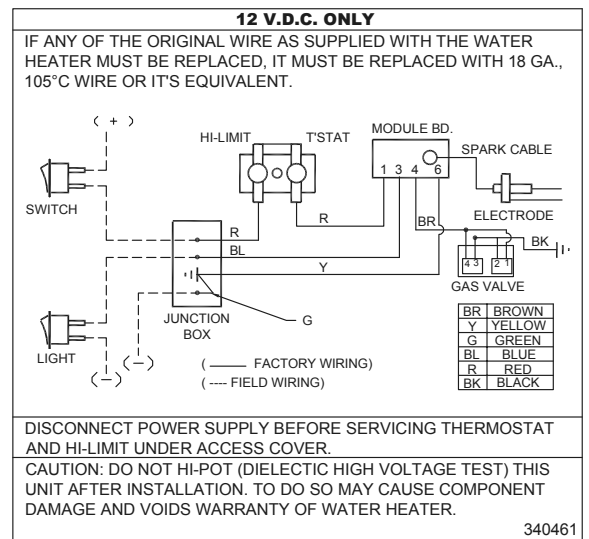 12 V.D.C. ONLY
IF ANY OF THE ORIGINAL WIRE AS SUPPLIED WITH THE WATER
HEATER MUST BE REPLACED, IT MUST BE REPLACED WITH 18 GA.,
105°C WIRE OR IT'S EQUIVALENT.
( + )
SWITCH
HI-LIMIT T'STAT
MODULE BD.
1 3 4 6
SPARK CABLE
ELECTRODE
R
R
BR
BL
Y
BK
4 3 2 1
GAS VALVE
JUNCTION
BOX
G
LIGHT
(−)
(−)
( —— FACTORY WIRING)
( ---- FIELD WIRING)
BR BROWN
Y YELLOW
G GREEN
BL BLUE
R RED
BK BLACK
DISCONNECT POWER SUPPLY BEFORE SERVICING THERMOSTAT
AND HI-LIMIT UNDER ACCESS COVER.
CAUTION: DO NOT HI-POT (DIELECTIC HIGH VOLTAGE TEST) THIS
UNIT AFTER INSTALLATION. TO DO SO MAY CAUSE COMPONENT
DAMAGE AND VOIDS WARRANTY OF WATER HEATER.
340461